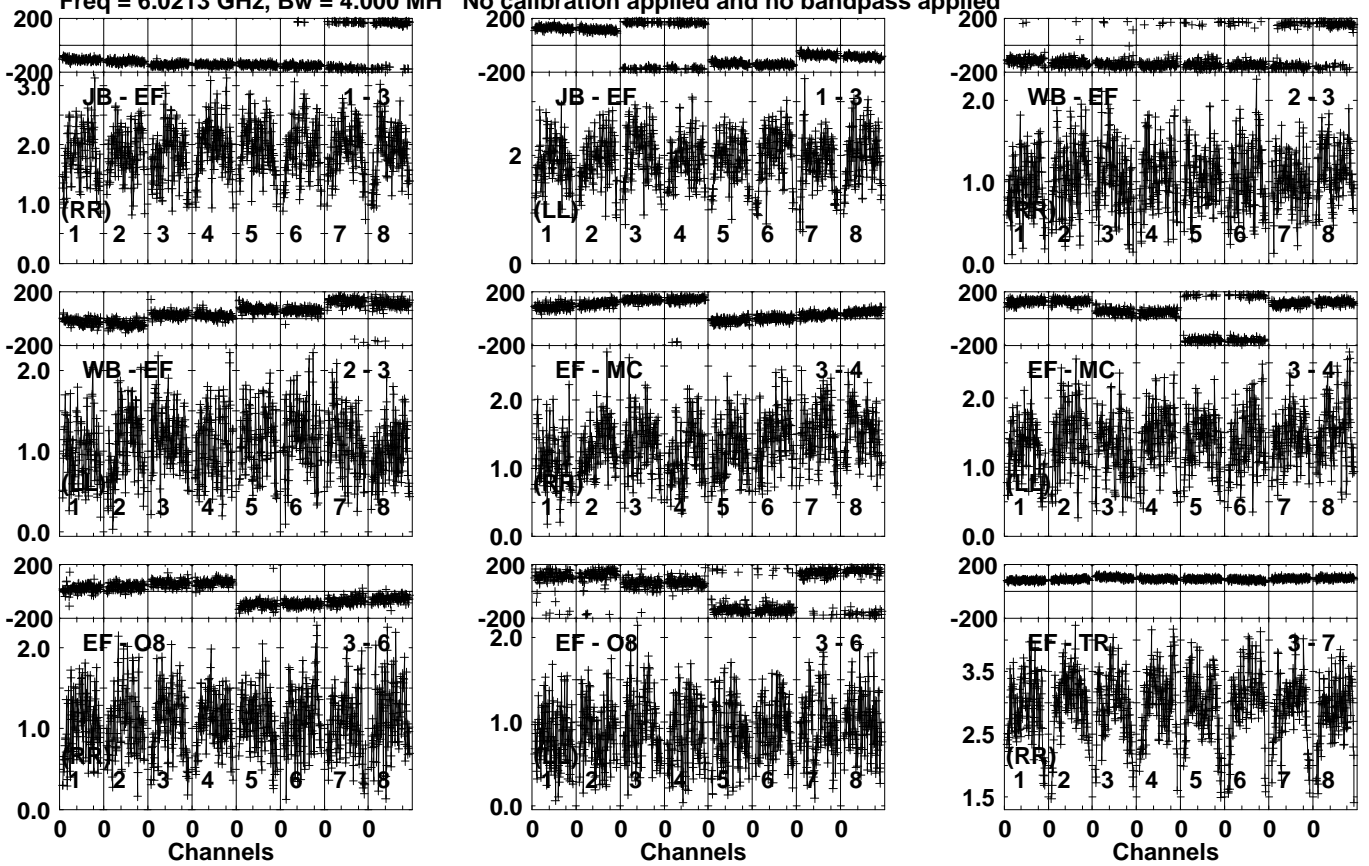 Freq = 6.0213 GHz, Bw = 4.000 MH No calibration applied and no bandpass applied
200 200 200
-200 -200 -200
3.0 JB - EF 1 - 3 JB - EF 1 - 3 WB - EF 2 - 3
2.0
2.0 2
1.0
1.0 (RR) (LL) (RR)
1 2 3 4 5 6 7 8 1 2 3 4 5 6 7 8 1 2 3 4 5 6 7 8
0.0 0 0.0
200 200 200
-200 -200 -200
2.0 WB - EF 2 - 3 EF - MC 3 - 4 EF - MC 3 - 4
2.0 2.0
1.0 1.0 1.0
(LL) (RR) (LL)
1 2 3 4 5 6 7 8 1 2 3 4 5 6 7 8 1 2 3 4 5 6 7 8
0.0 0.0 0.0
200 200 200
-200 -200 -200
2.0 EF - O8 3 - 6 2.0 EF - O8 3 - 6 EF - TR 3 - 7
3.5
1.0 1.0 2.5
(RR) (LL) (RR)
1 2 3 4 5 6 7 8 1 2 3 4 5 6 7 8 1 2 3 4 5 6 7 8
0.0 0.0 1.5
0 0 0 0 0 0 0 0 0 0 0 0 0 0 0 0 0 0 0 0 0 0 0 0
Channels Channels Channels